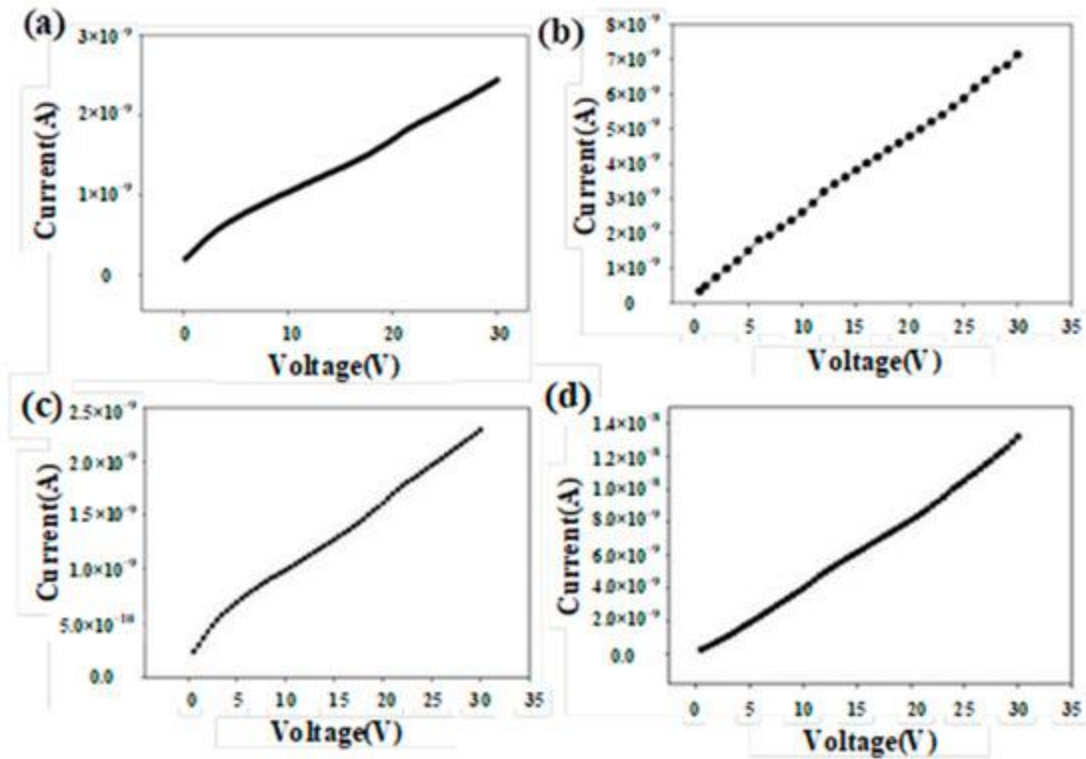 (a)
3×10⁻⁹
2×10⁻⁹
1×10⁻⁹
0
Current(A)
0 10 20 30
Voltage(V)
(b)
8×10⁻⁹
7×10⁻⁹
6×10⁻⁹
5×10⁻⁹
4×10⁻⁹
3×10⁻⁹
2×10⁻⁹
1×10⁻⁹
0
Current(A)
0 5 10 15 20 25 30 35
Voltage(V)
(c)
2.5×10⁻⁹
2.0×10⁻⁹
1.5×10⁻⁹
1.0×10⁻⁹
5.0×10⁻¹⁰
0.0
Current(A)
0 5 10 15 20 25 30 35
Voltage(V)
(d)
1.4×10⁻⁸
1.2×10⁻⁸
1.0×10⁻⁸
8.0×10⁻⁹
6.0×10⁻⁹
4.0×10⁻⁹
2.0×10⁻⁹
0.0
Current(A)
0 5 10 15 20 25 30 35
Voltage(V)